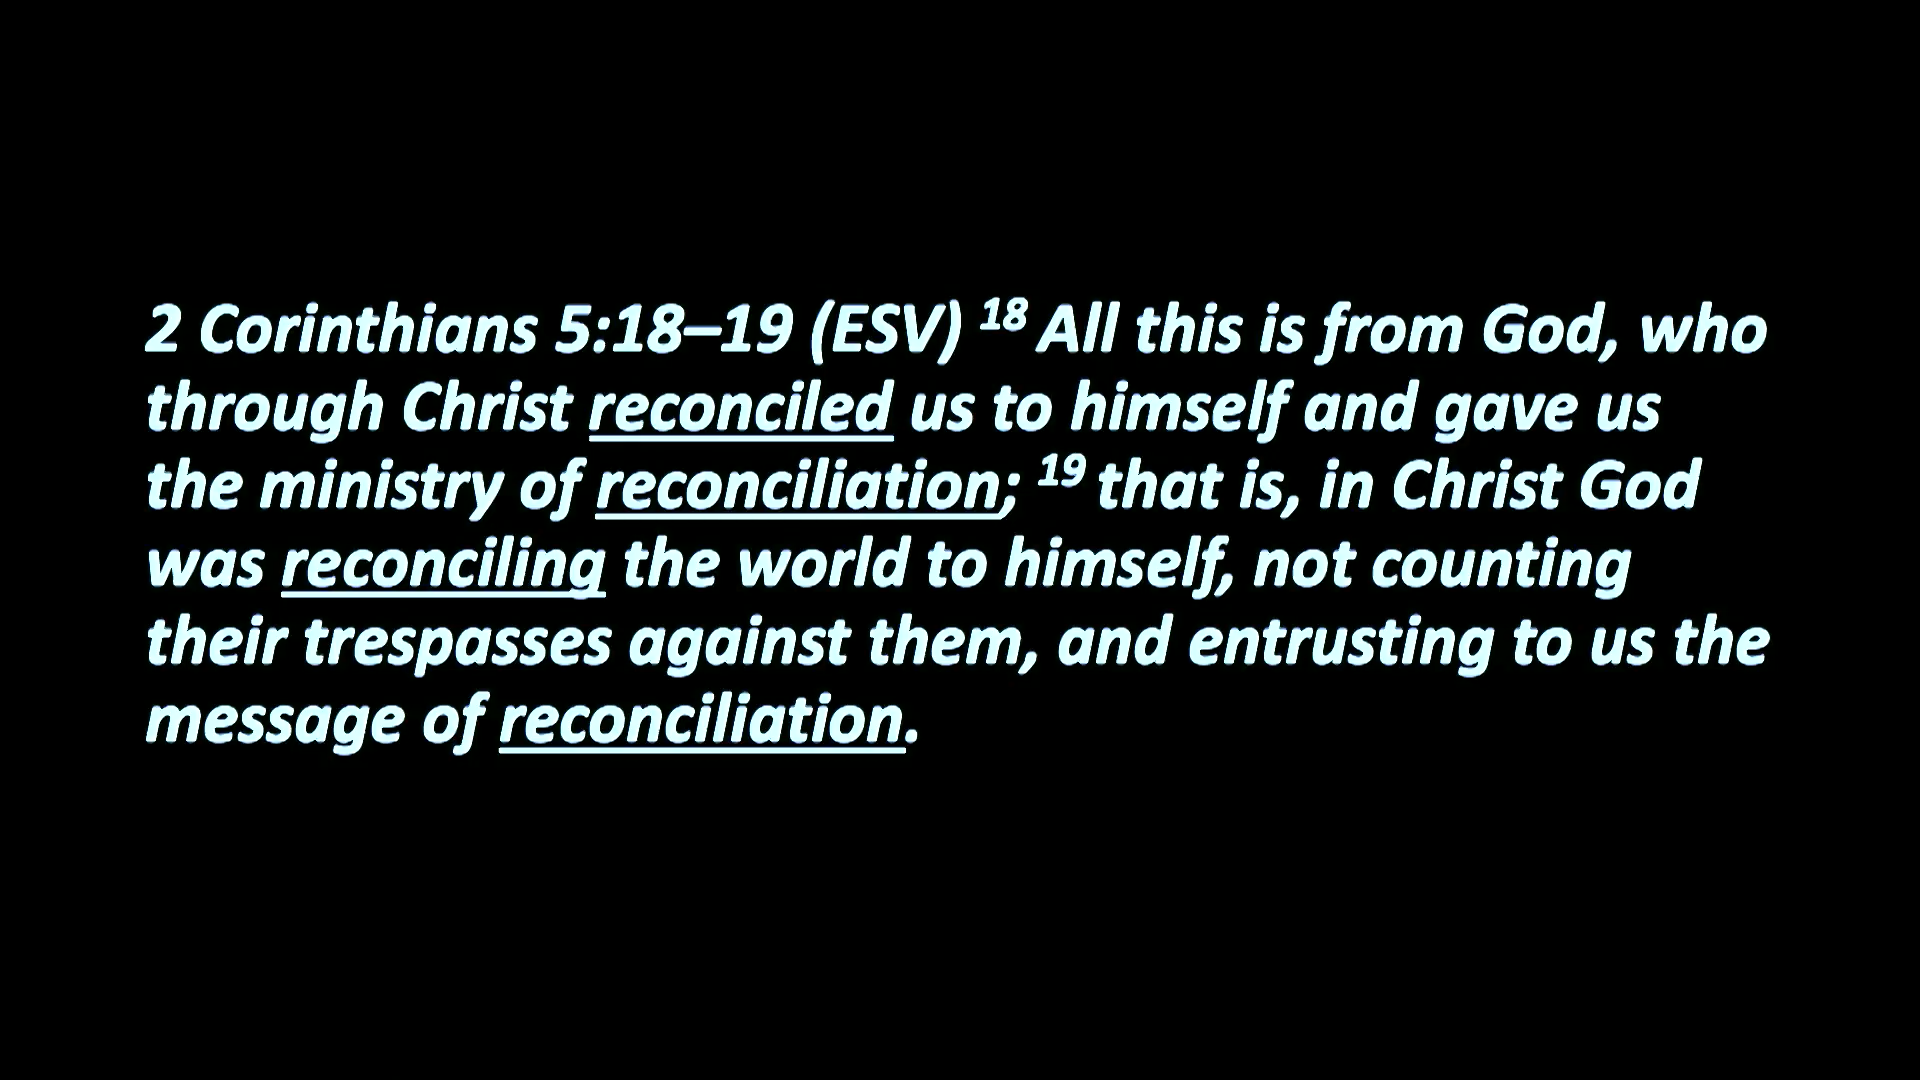 2 Corinthians 5:18–19 (ESV) 18 All this is from God, who
through Christ reconciled us to himself and gave us
the ministry of reconciliation; 19 that is, in Christ God
was reconciling the world to himself, not counting
their trespasses against them, and entrusting to us the
message of reconciliation.